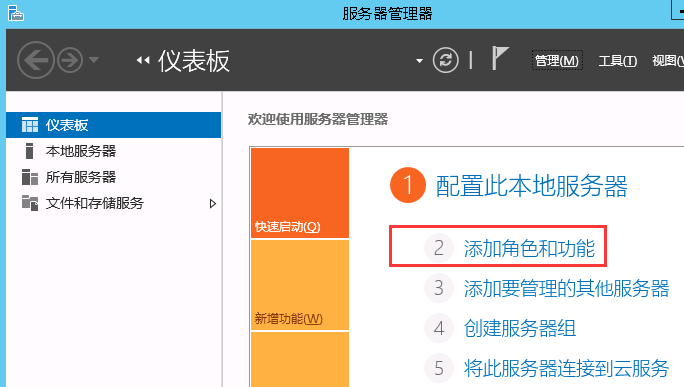 服务器管理器
仪表板
管理(M) 工具(T) 视图(V
仪表板
本地服务器
所有服务器
文件和存储服务
欢迎使用服务器管理器
快速启动(Q)
新增功能(W)
1 配置此本地服务器
2 添加角色和功能
3 添加要管理的其他服务器
4 创建服务器组
5 将此服务器连接到云服务